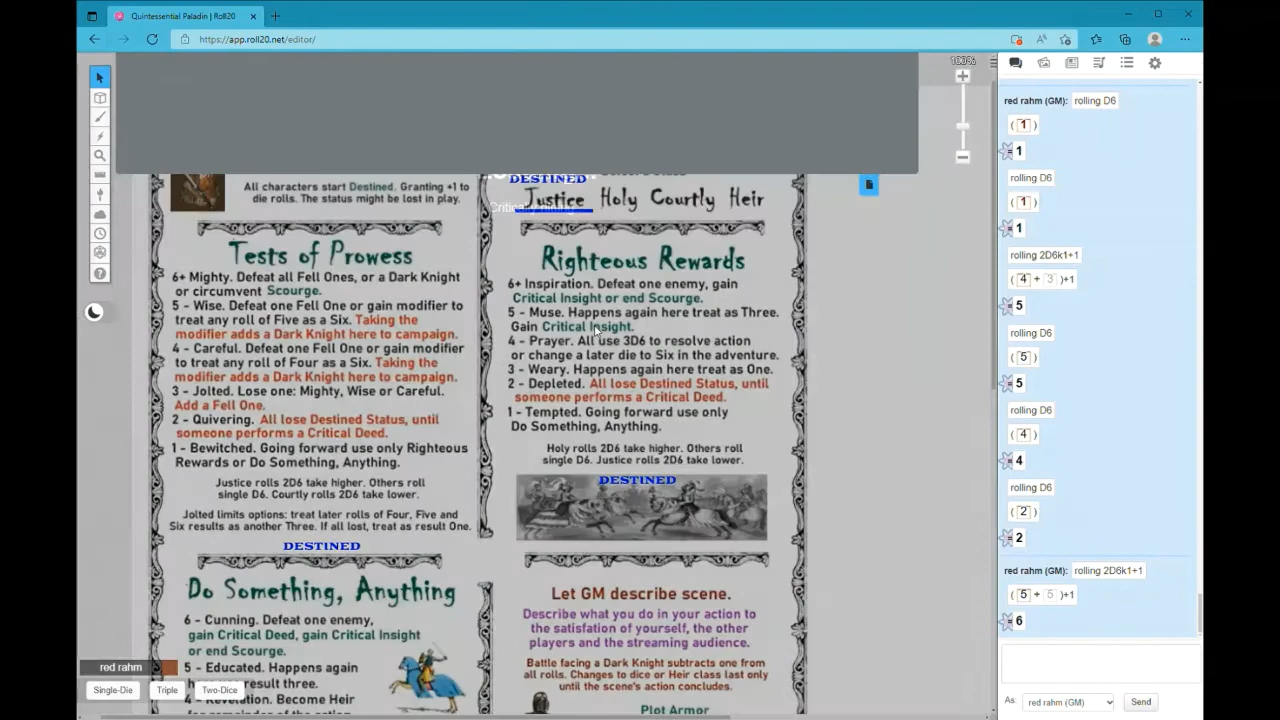 Quintessential Paladin | Roll20
https://app.roll20.net/editor/
100%
All characters start Destined. Granting +1 to
die rolls. The status might be lost in play.
DESTINED
Justice Holy Courtly Heir
Tests of Prowess
6+ Mighty. Defeat all Fell Ones, or a Dark Knight
or circumvent Scourge.
5 - Wise. Defeat one Fell One or gain modifier to
treat any roll of Five as a Six. Taking the
modifier adds a Dark Knight here to campaign.
4 - Careful. Defeat one Fell One or gain modifier
to treat any roll of Four as a Six. Taking the
modifier adds a Dark Knight here to campaign.
3 - Jolted. Lose one: Mighty, Wise or Careful.
Add a Fell One.
2 - Quivering. All lose Destined Status, until
someone performs a Critical Deed.
1 - Bewitched. Going forward use only Righteous
Rewards or Do Something, Anything.
Justice rolls 2D6 take higher. Others roll
single D6. Courtly rolls 2D6 take lower.
Jolted limits options: treat later rolls of Four, Five and
Six results as another Three. If all lost, treat as result One.
DESTINED
Do Something, Anything
6 - Cunning. Defeat one enemy,
gain Critical Deed, gain Critical Insight
or end Scourge.
5 - Educated. Happens again
result three.
4 - Revelation. Become Heir
Righteous Rewards
6+ Inspiration. Defeat one enemy, gain
Critical Insight or end Scourge.
5 - Muse. Happens again here treat as Three.
Gain Critical Insight.
4 - Prayer. All use 3D6 to resolve action
or change a later die to Six in the adventure.
3 - Weary. Happens again here treat as One.
2 - Depleted. All lose Destined Status, until
someone performs a Critical Deed.
1 - Tempted. Going forward use only
Do Something, Anything.
Holy rolls 2D6 take higher. Others roll
single D6. Justice rolls 2D6 take lower.
DESTINED
Let GM describe scene.
Describe what you do in your action to
the satisfaction of yourself, the other
players and the streaming audience.
Battle facing a Dark Knight subtracts one from
all rolls. Changes to dice or Heir class last only
until the scene's action concludes.
Plot Armor
red rahm
Single-Die
Triple
Two-Dice
red rahm (GM): rolling D6
(1)
=1
rolling D6
(1)
=1
rolling 2D6k1+1
(4 + 3)+1
=5
rolling D6
(5)
=5
rolling D6
(4)
=4
rolling D6
(2)
=2
red rahm (GM): rolling 2D6k1+1
(5 + 5)+1
=6
As: red rahm (GM)
Send